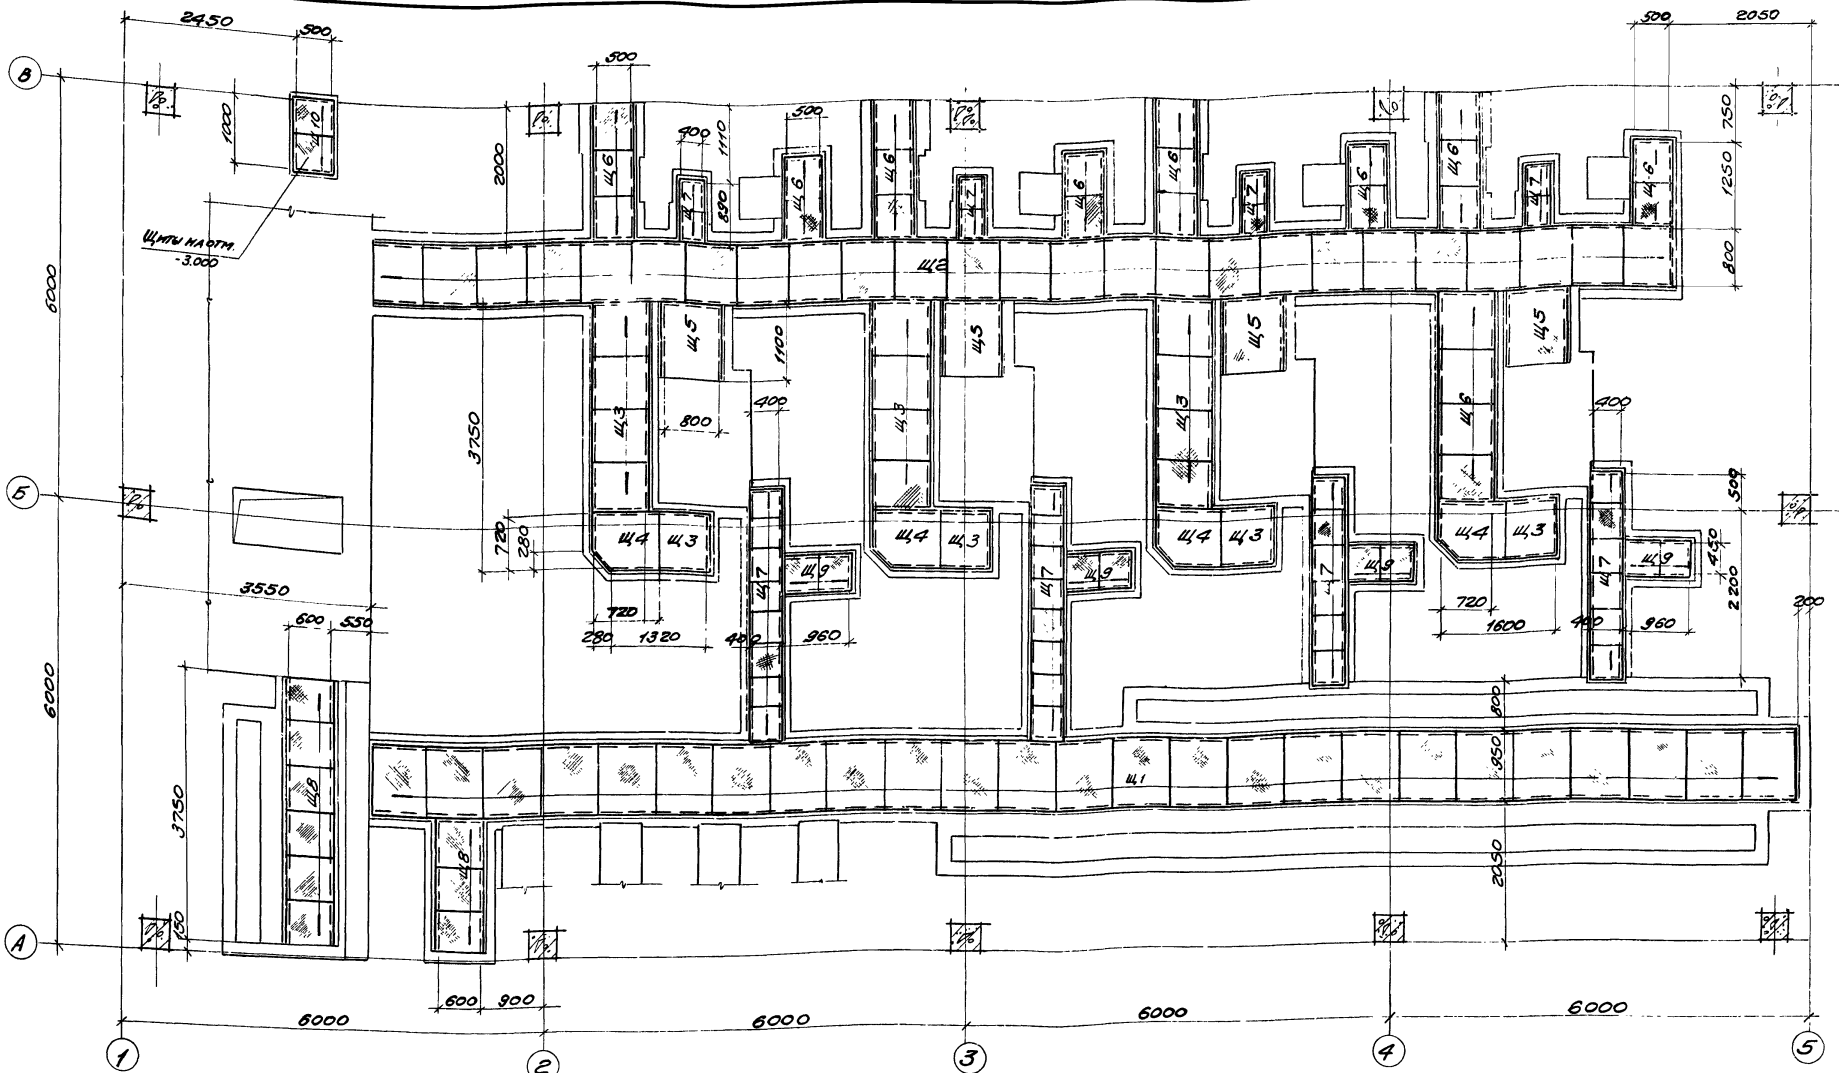 2450
500
500
500
2050
В
1000
Щ10
2000
Щ6
400
1110
500
Щ7
890
Щ6
Щ6
Щ7
Щ6
Щ6
Щ7
Щ6
Щ6
Щ7
Щ6
750
1250
800
Щиты на отм.
-3.000
Щ2
6000
Щ5
Щ5
Щ5
Щ5
1100
3750
Щ3
800
400
Щ3
Щ3
Щ6
400
Б
720
280
Щ4
Щ3
Щ7
Щ9
Щ4
Щ3
Щ7
Щ9
Щ4
Щ3
Щ7
Щ9
Щ4
Щ3
Щ7
Щ9
500
450
2200
3550
600
550
720
280
1320
400
960
720
1600
400
960
200
6000
3750
Щ8
150
Щ1
Щ8
800
950
2050
А
600
900
6000
6000
6000
6000
1
2
3
4
5